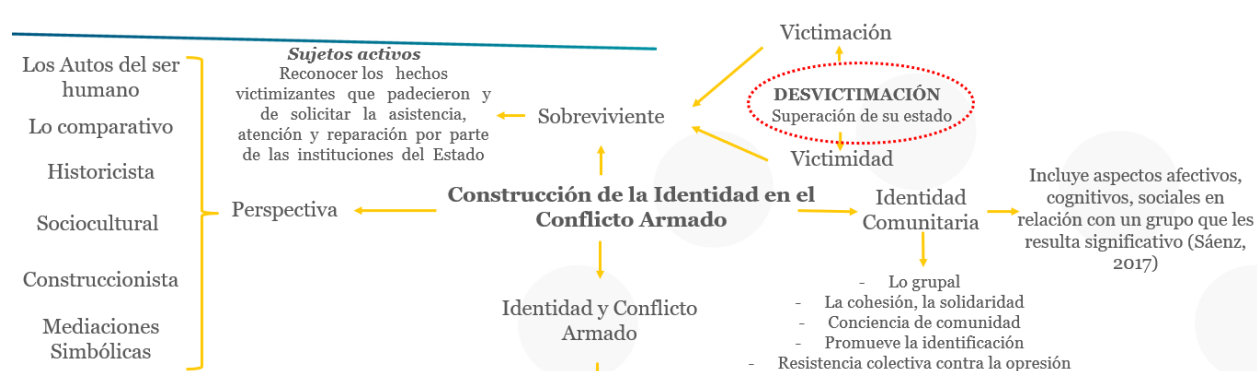 Los Autos del ser
humano
Lo comparativo
Historicista
Sociocultural
Construccionista
Mediaciones
Simbólicas
Perspectiva
Sujetos activos
Reconocer los hechos
victimizantes que padecieron y
de solicitar la asistencia,
atención y reparación por parte
de las instituciones del Estado
Sobreviviente
Victimación
DESVICTIMACIÓN
Superación de su estado
Victimidad
Construcción de la Identidad en el
Conflicto Armado
Identidad y Conflicto
Armado
Identidad
Comunitaria
Incluye aspectos afectivos,
cognitivos, sociales en
relación con un grupo que les
resulta significativo (Sáenz,
2017)
- Lo grupal
- La cohesión, la solidaridad
- Conciencia de comunidad
- Promueve la identificación
- Resistencia colectiva contra la opresión